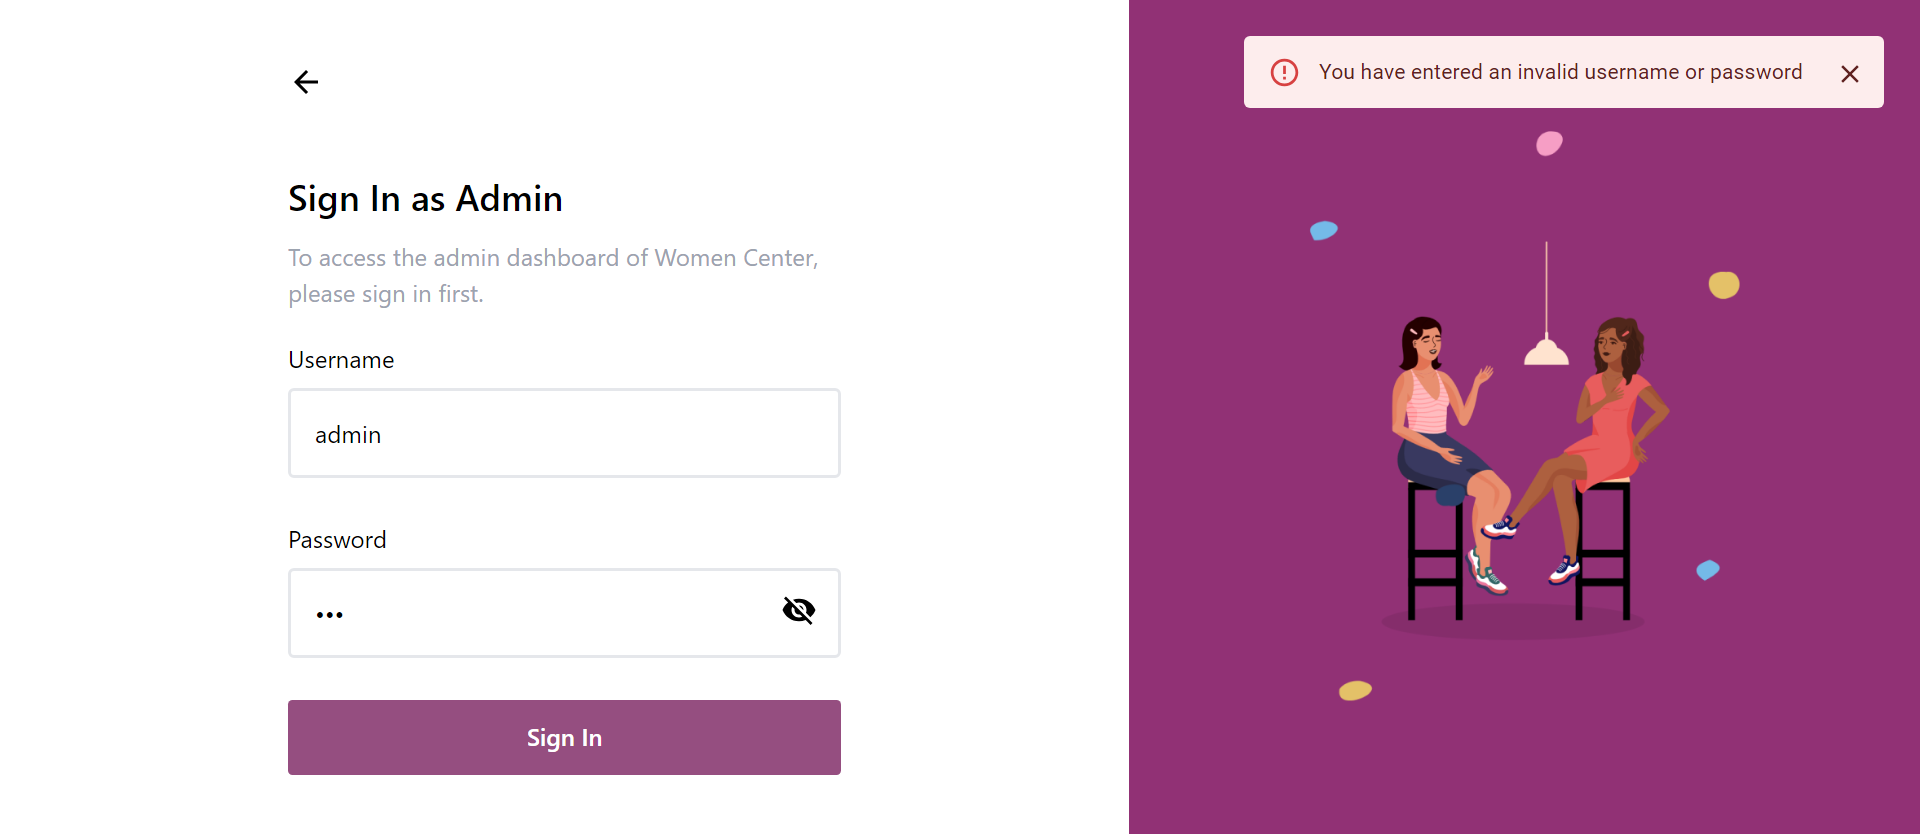 You have entered an invalid username or password
Sign In as Admin
To access the admin dashboard of Women Center,
please sign in first.
Username
admin
Password
•••
Sign In